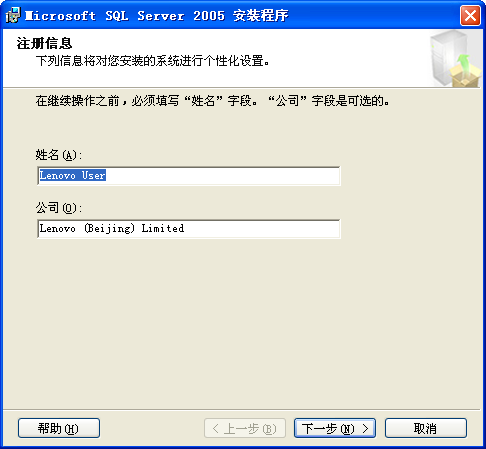 Microsoft SQL Server 2005 安装程序
注册信息
下列信息将对您安装的系统进行个性化设置。
在继续操作之前，必须填写“姓名”字段。“公司”字段是可选的。
姓名(A):
Lenovo User
公司(O):
Lenovo (Beijing) Limited
帮助(H)
< 上一步(B)
下一步(N) >
取消